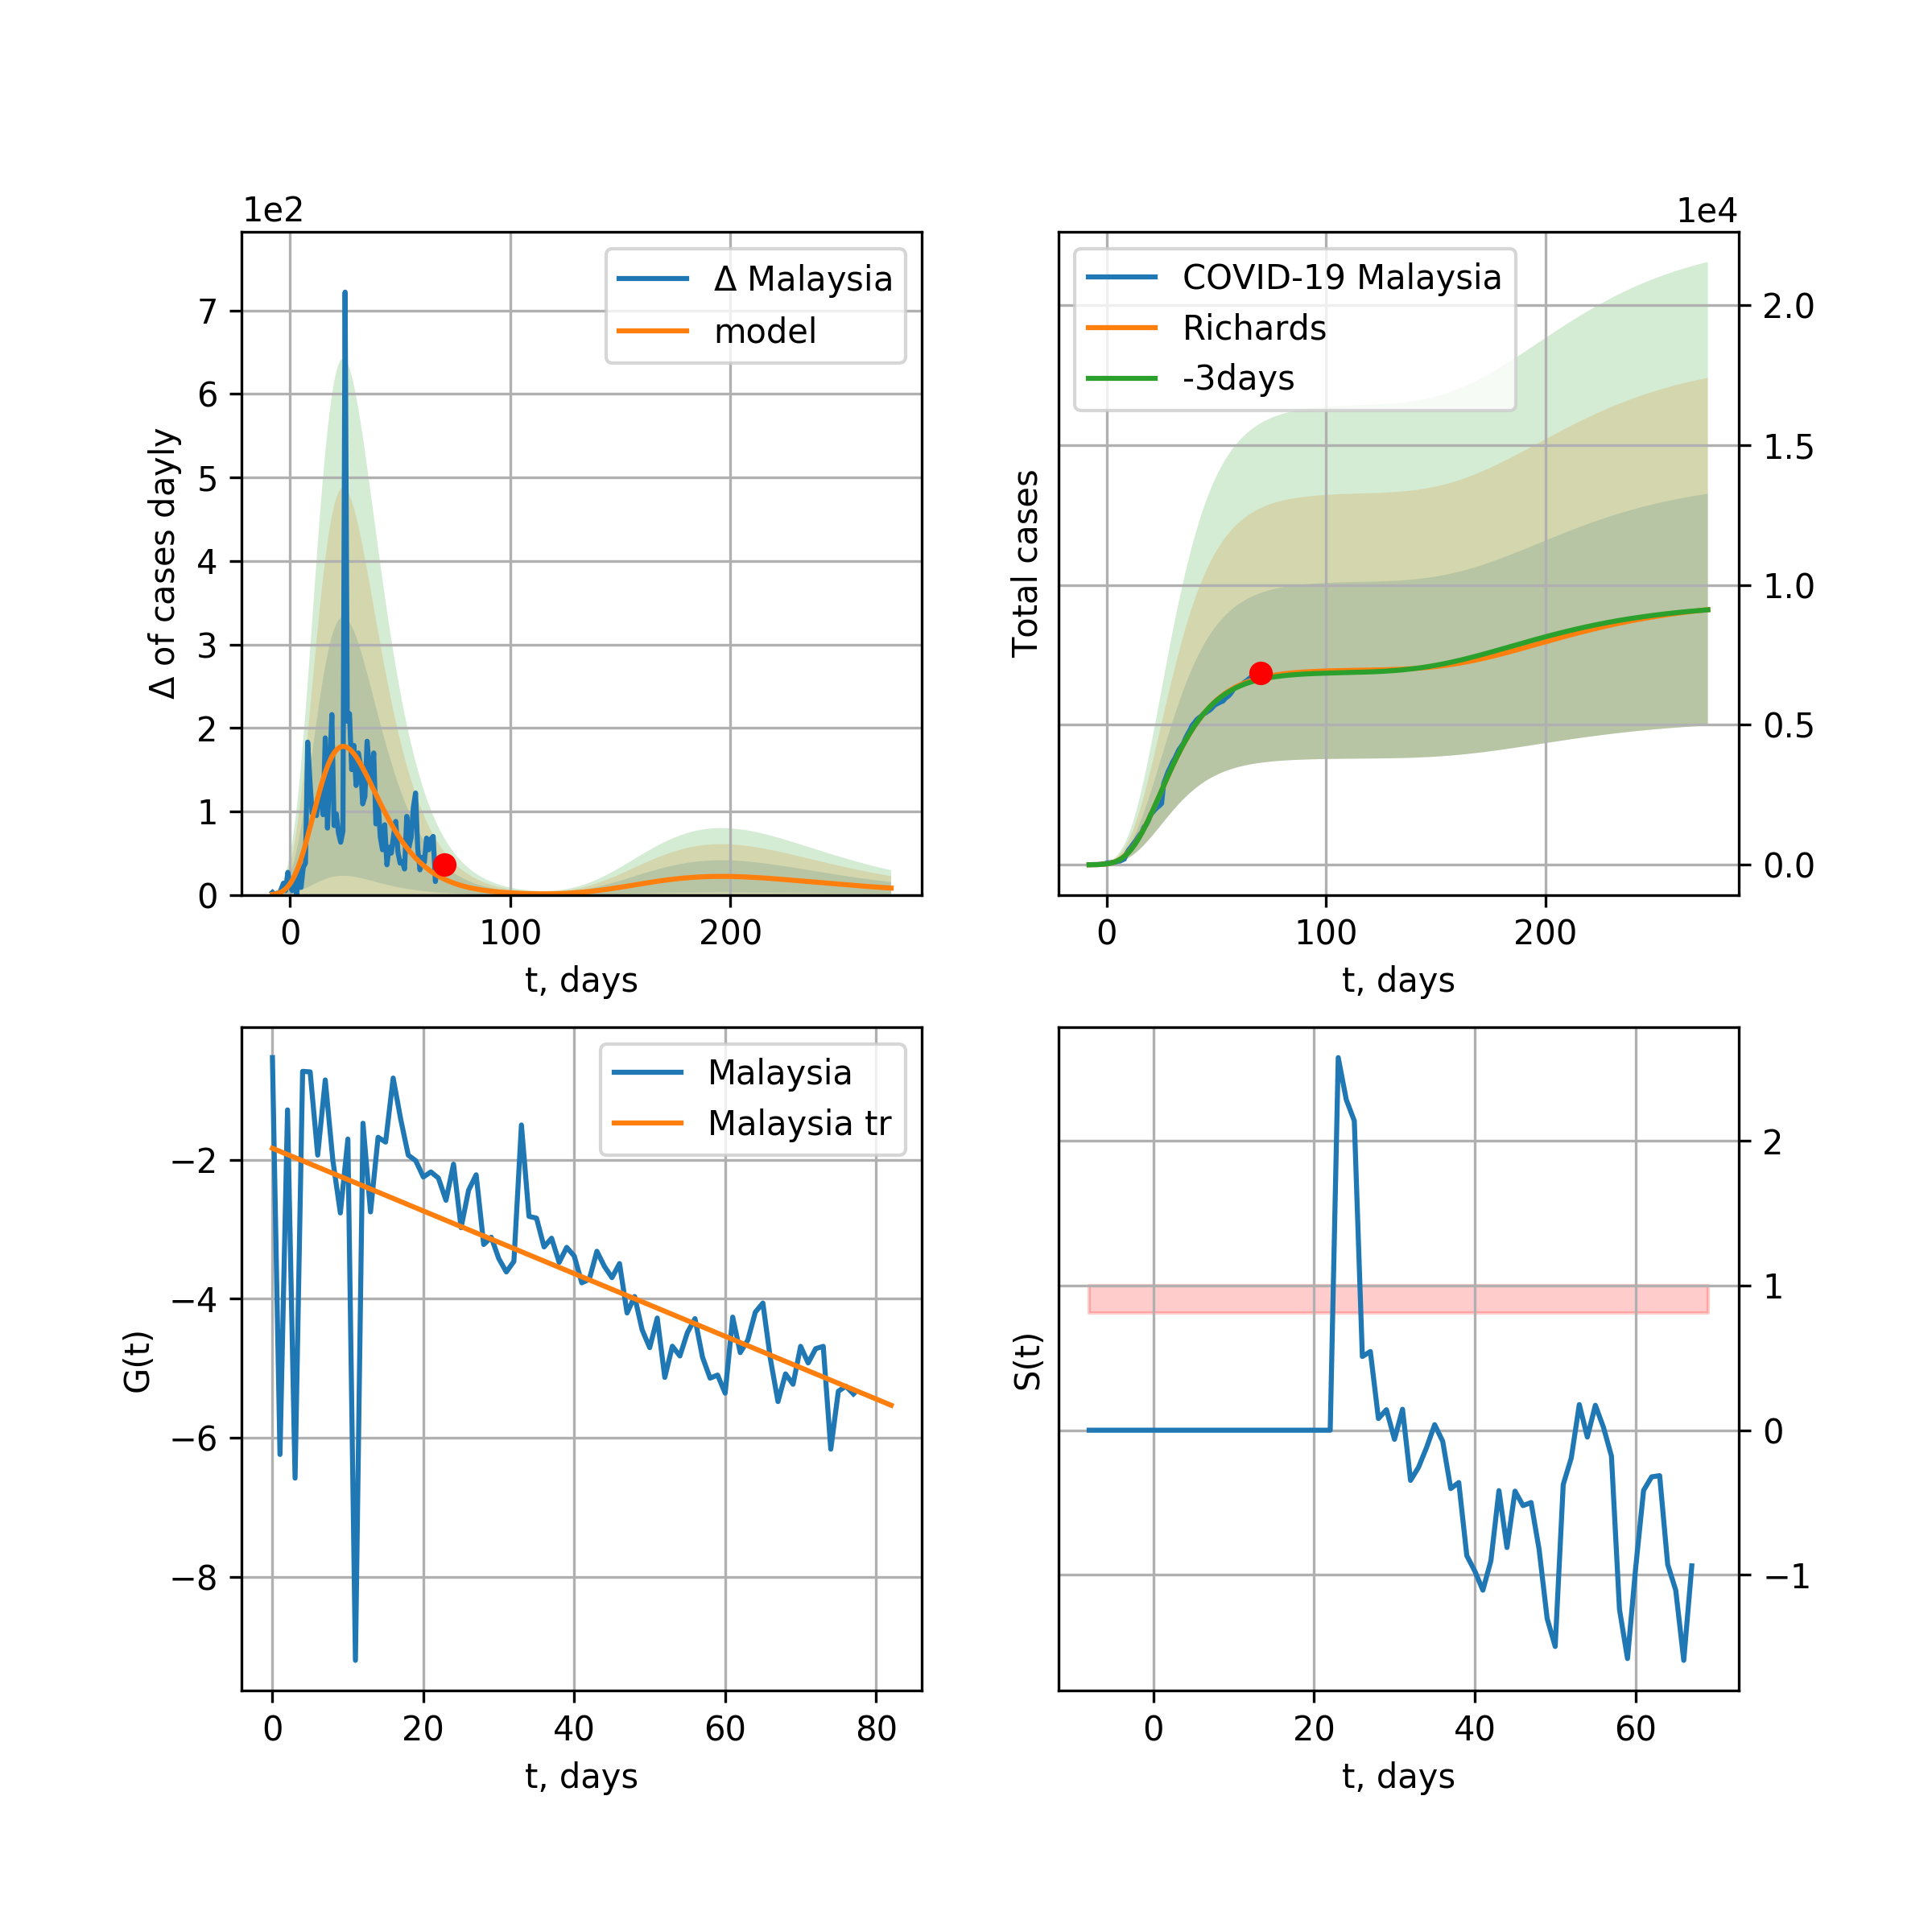 1e2
Δ of cases dayly
7
6
5
4
3
2
1
0
Δ Malaysia
model
0 100 200
t, days
1e4
Total cases
COVID-19 Malaysia
Richards
-3days
2.0
1.5
1.0
0.5
0.0
0 100 200
t, days
G(t)
−2
−4
−6
−8
Malaysia
Malaysia tr
0 20 40 60 80
t, days
S(t)
2
1
0
−1
0 20 40 60
t, days